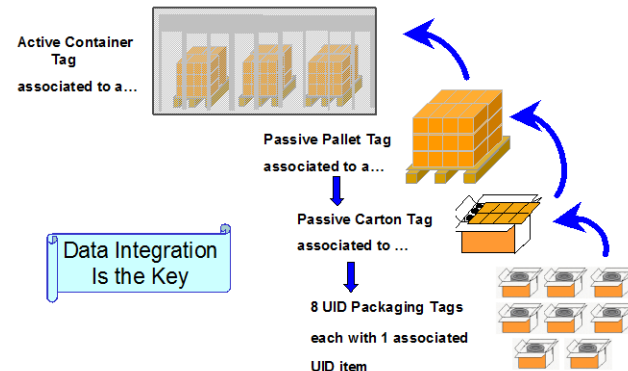 Active Container
Tag
associated to a…
Passive Pallet Tag
associated to a…
Passive Carton Tag
associated to …
Data Integration
Is the Key
8 UID Packaging Tags
each with 1 associated
UID item